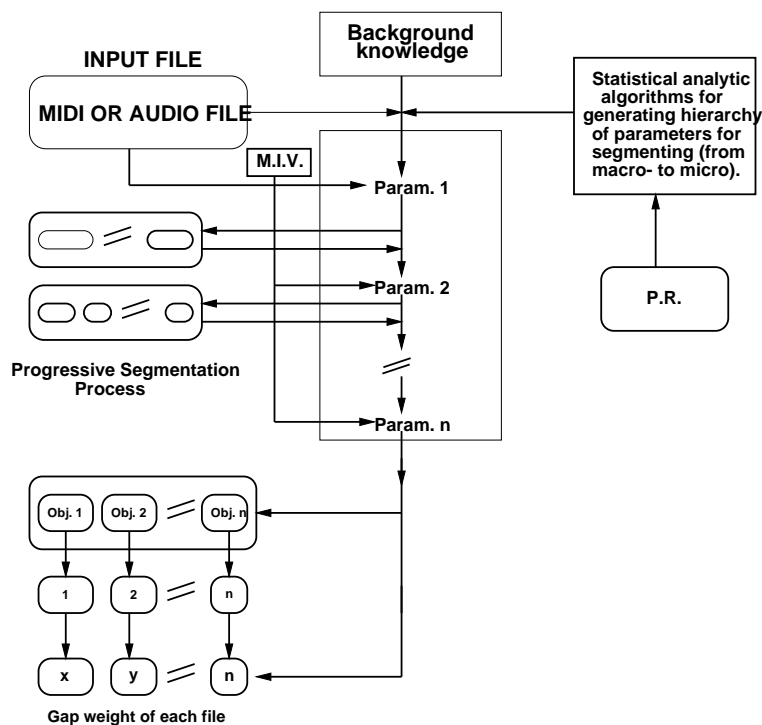 Background
knowledge
INPUT FILE
MIDI OR AUDIO FILE
Statistical analytic
algorithms for
generating hierarchy
of parameters for
segmenting (from
macro- to micro).
M.I.V.
Param. 1
Param. 2
P.R.
Progressive Segmentation
Process
Param. n
Obj. 1 Obj. 2 Obj. n
1 2 n
x y n
Gap weight of each file